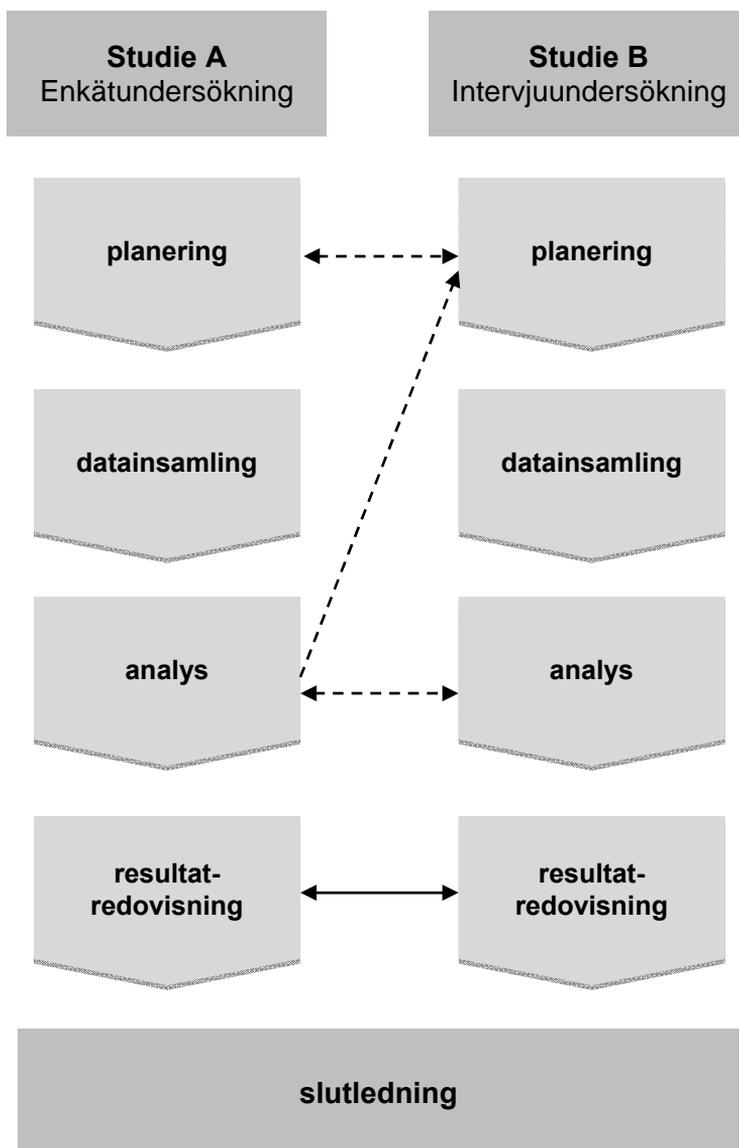 Studie A
Enkätundersökning
Studie B
Intervjuundersökning
planering
planering
datainsamling
datainsamling
analys
analys
resultat-
redovisning
resultat-
redovisning
slutledning